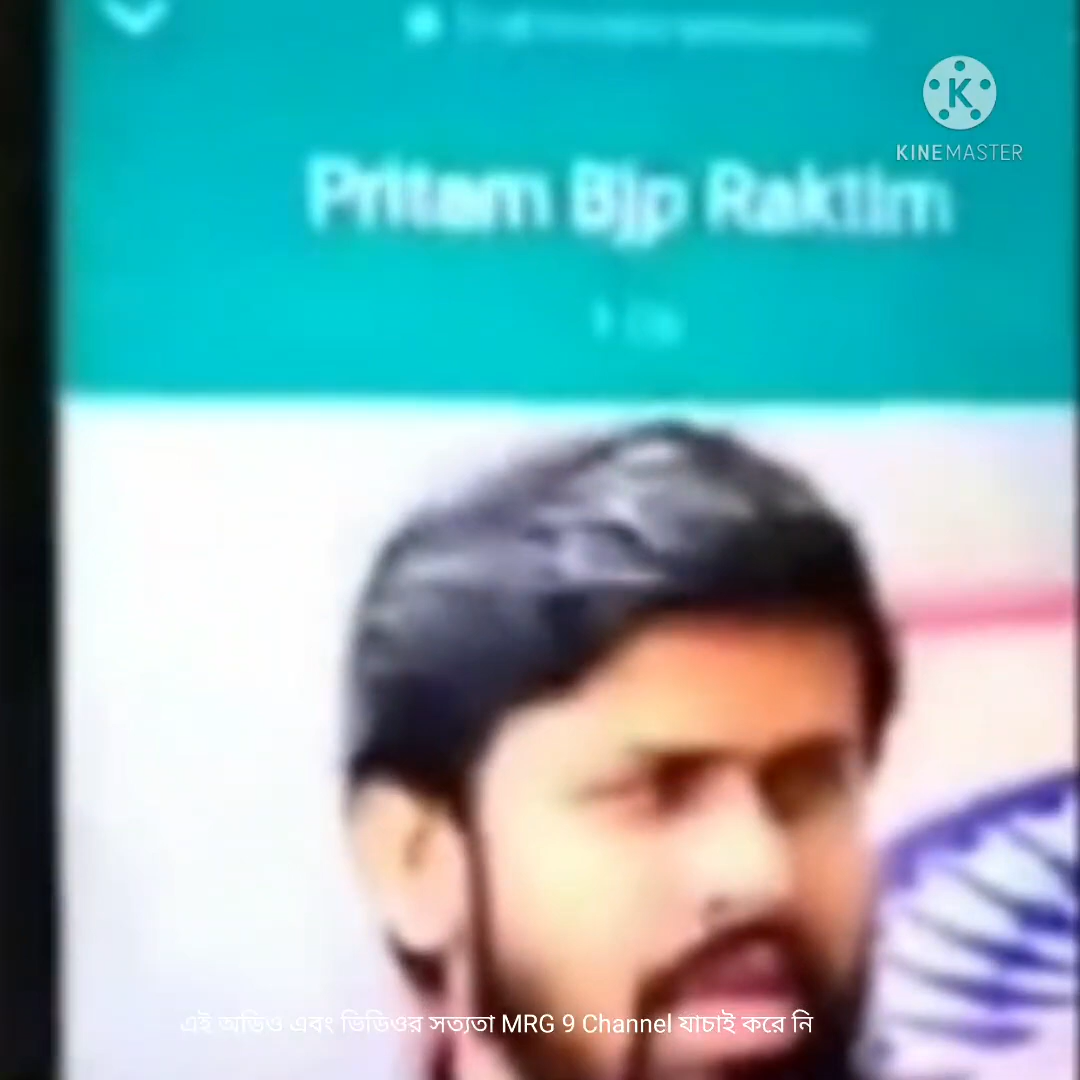 KINEMASTER
Pritam Bjp Raktim
এই অডিও এবং ভিডিওর সত্যতা MRG 9 Channel যাচাই করে নি